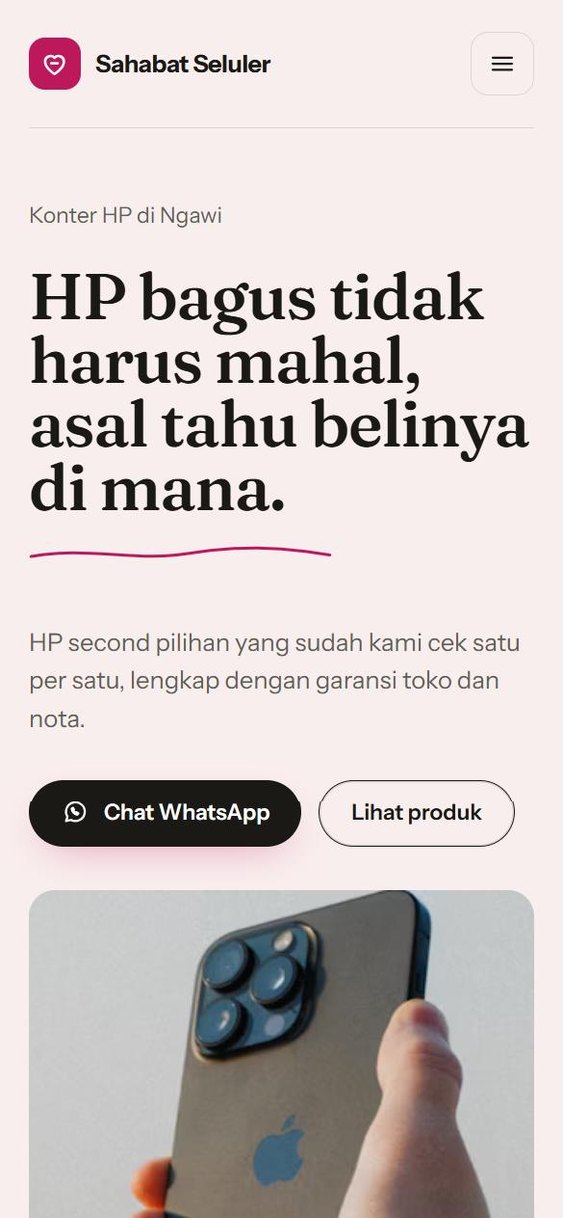 Sahabat Seluler
Konter HP di Ngawi
HP bagus tidak
harus mahal,
asal tahu belinya
di mana.
HP second pilihan yang sudah kami cek satu
per satu, lengkap dengan garansi toko dan
nota.
Chat WhatsApp
Lihat produk